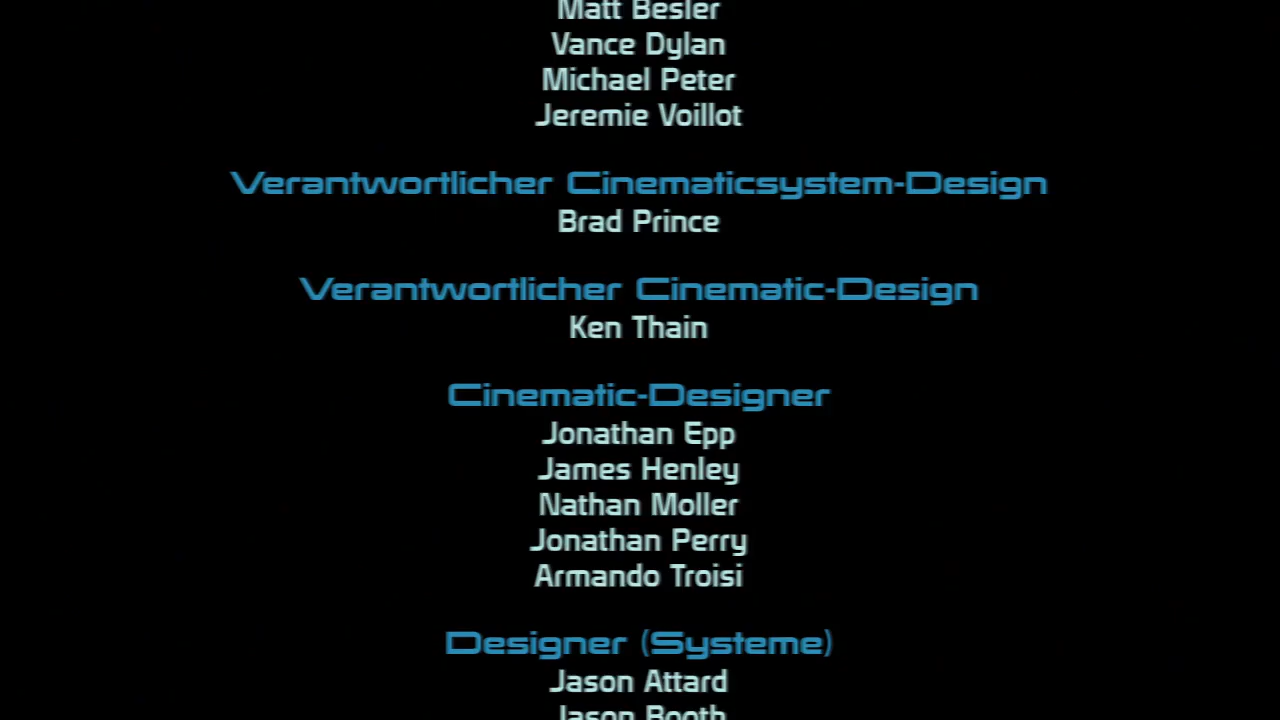 Matt Besler
Vance Dylan
Michael Peter
Jeremie Voillot
Verantwortlicher Cinematicsystem-Design
Brad Prince
Verantwortlicher Cinematic-Design
Ken Thain
Cinematic-Designer
Jonathan Epp
James Henley
Nathan Moller
Jonathan Perry
Armando Troisi
Designer (Systeme)
Jason Attard
Jason Booth